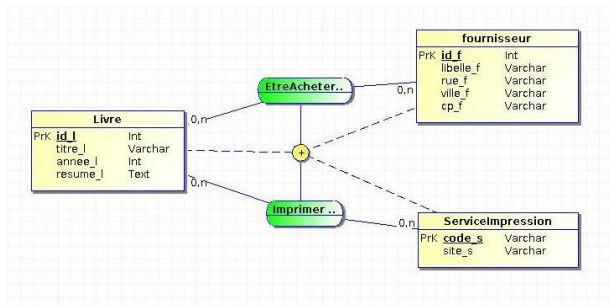 fournisseur
PrK id_f Int
libelle_f Varchar
rue_f Varchar
ville_f Varchar
cp_f Varchar
EtreAcheter..
0,n
0,n
Livre
PrK id_l Int
titre_l Varchar
annee_l Int
resume_l Text
+
0,n
Imprimer ..
0,n
ServiceImpression
PrK code_s Varchar
site_s Varchar